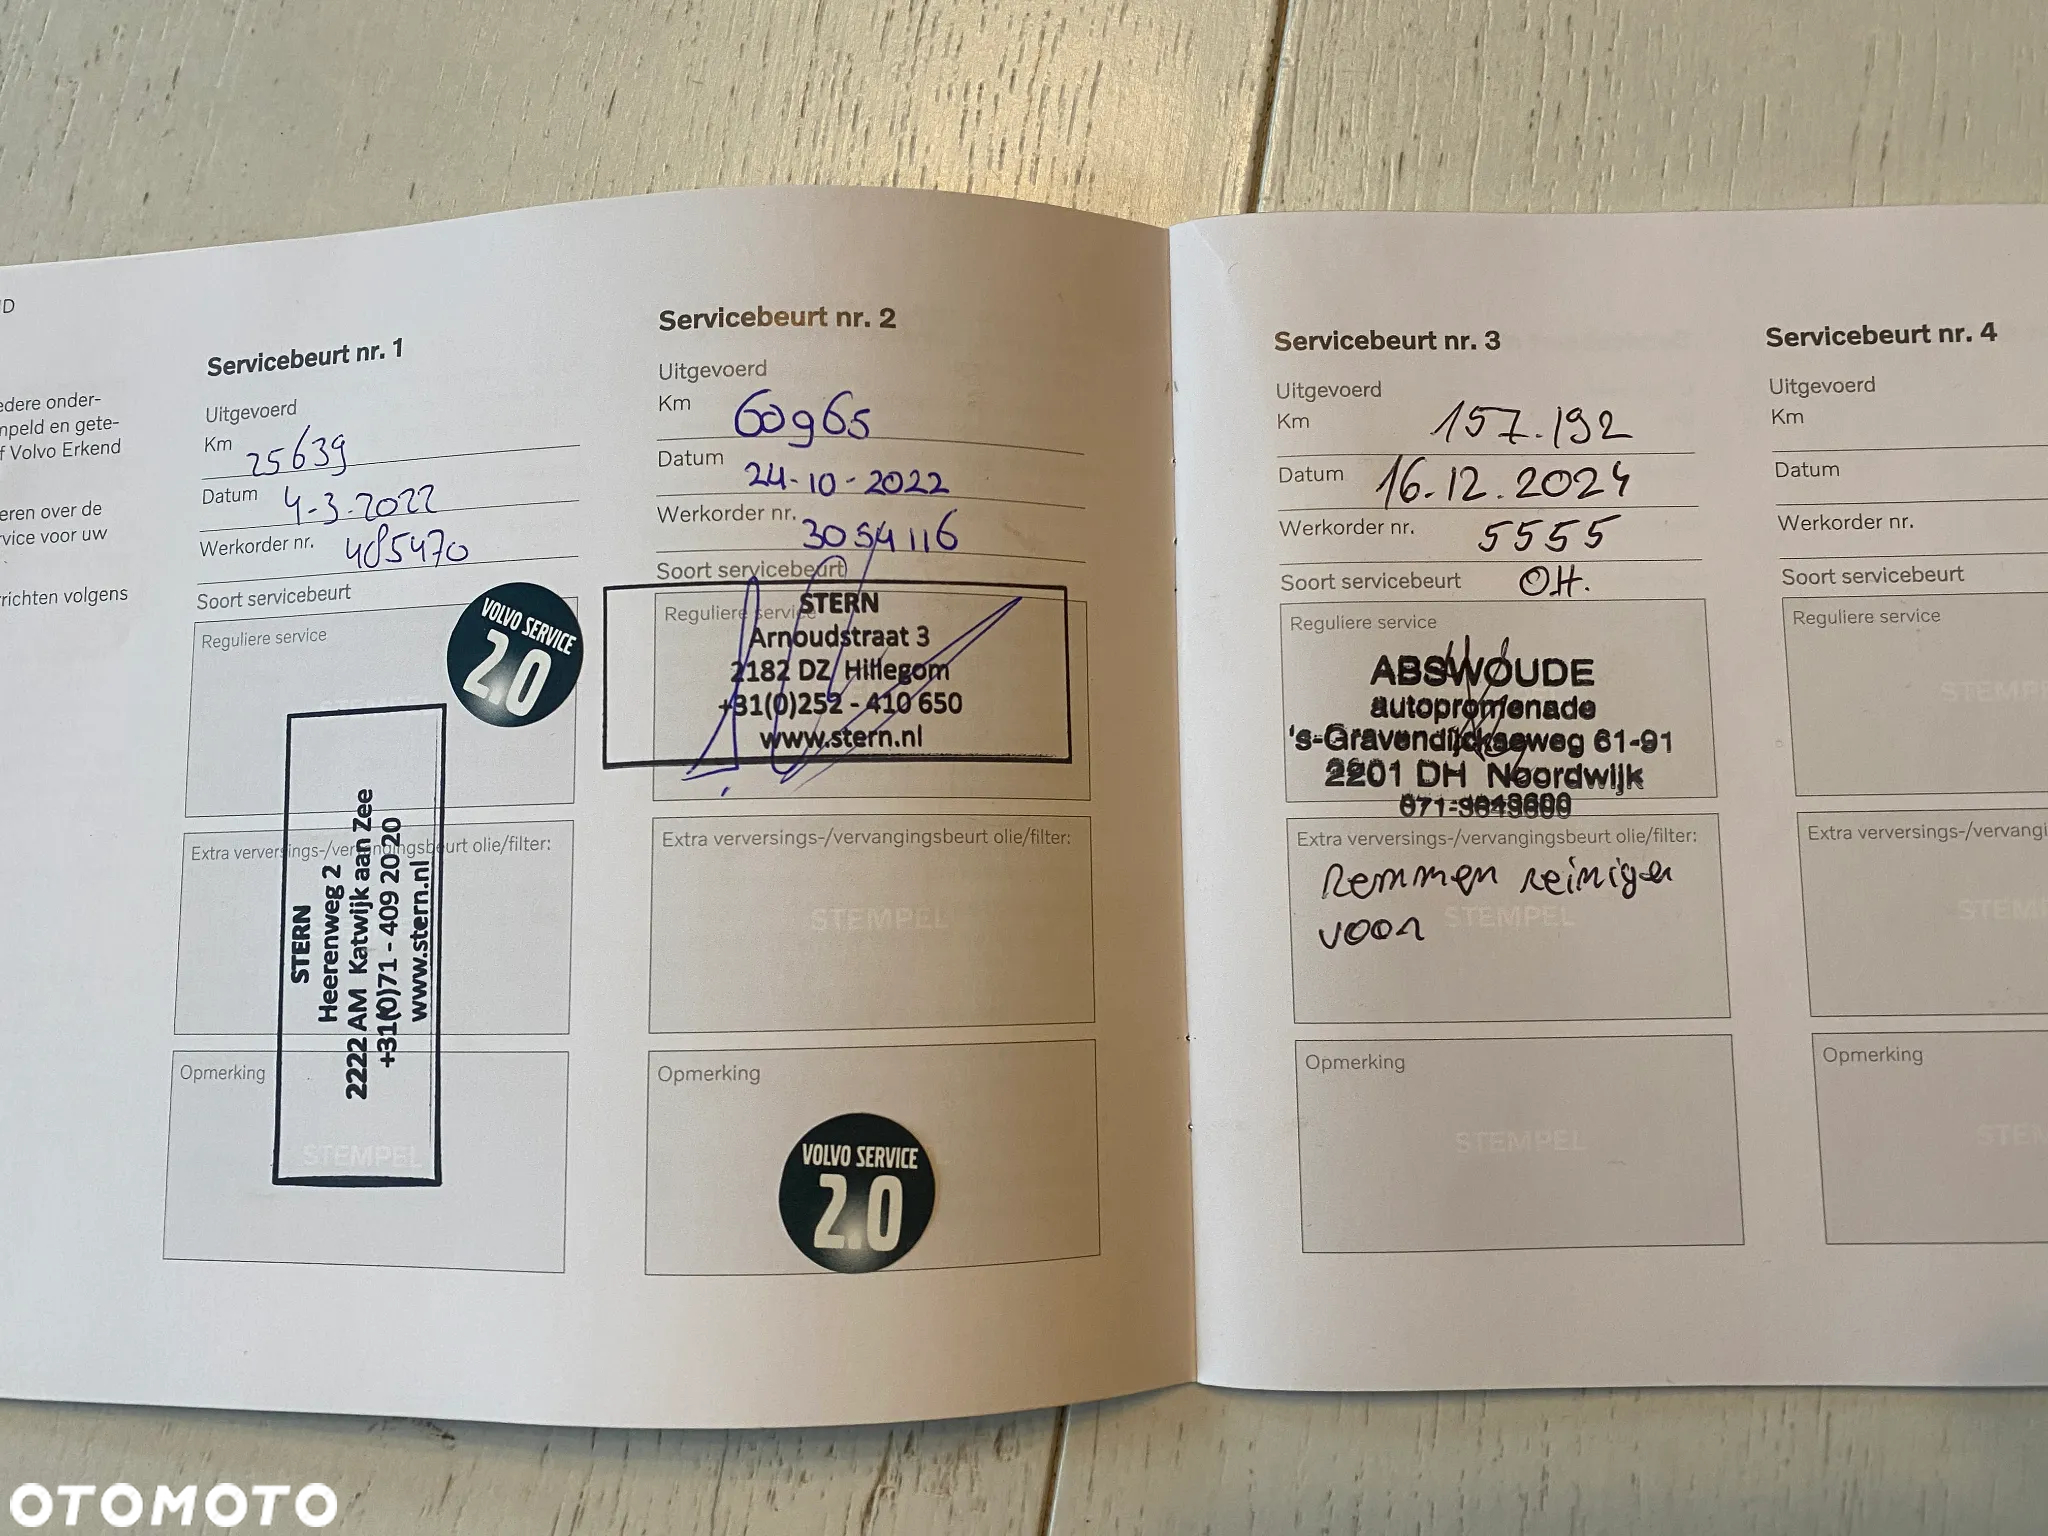 D
edere onder-
mpeld en gete-
f Volvo Erkend
eren over de
rvice voor uw
richten volgens
Servicebeurt nr. 1
Uitgevoerd
Km 25639
Datum 4-3-2022
Werkorder nr. 485470
Soort servicebeurt
Reguliere service
VOLVO SERVICE
2.0
Extra verversings-/vervangingsbeurt olie/filter:
STERN
Heerenweg 2
2222 AM Katwijk aan Zee
+31(0)71 - 409 20 20
www.stern.nl
Opmerking
STEMPEL
Servicebeurt nr. 2
Uitgevoerd
Km 60965
Datum 24-10-2022
Werkorder nr. 3054116
Soort servicebeurt
Reguliere service
STERN
Arnoudstraat 3
2182 DZ Hillegom
+31(0)252 - 410 650
www.stern.nl
Extra verversings-/vervangingsbeurt olie/filter:
STEMPEL
Opmerking
VOLVO SERVICE
2.0
Servicebeurt nr. 3
Uitgevoerd
Km 157.192
Datum 16.12.2024
Werkorder nr. 5555
Soort servicebeurt OH.
Reguliere service
ABSWOUDE
autopromenade
's-Gravendijckseweg 61-91
2201 DH Noordwijk
Extra verversings-/vervangingsbeurt olie/filter:
Remmen reinigen
STEMPEL
voor
Opmerking
STEMPEL
Servicebeurt nr. 4
Uitgevoerd
Km
Datum
Werkorder nr.
Soort servicebeurt
Reguliere service
STEMPE
Extra verversings-/vervangi
STEM
Opmerking
STEM
OTOMOTO